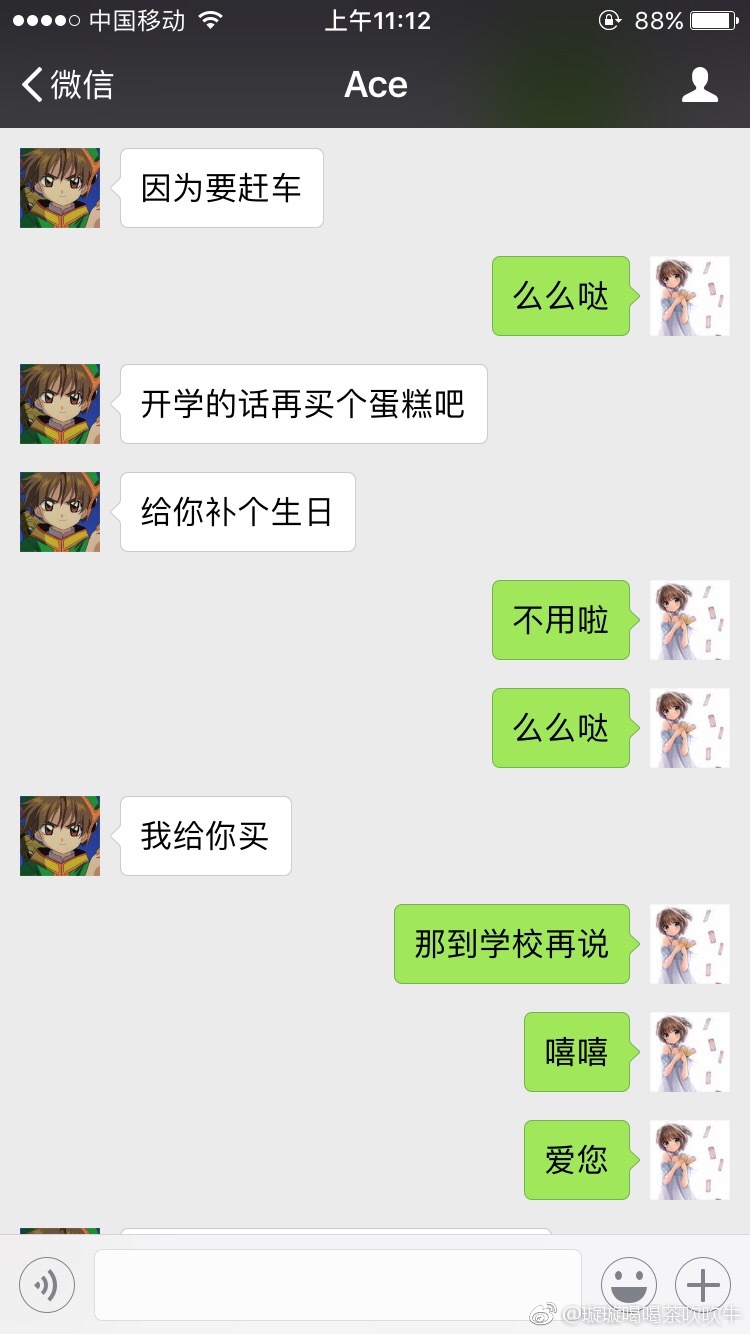 中国移动 上午11:12 88%
微信 Ace
因为要赶车
么么哒
开学的话再买个蛋糕吧
给你补个生日
不用啦
么么哒
我给你买
那到学校再说
嘻嘻
爱您
@璇璇喝喝茶吹吹牛